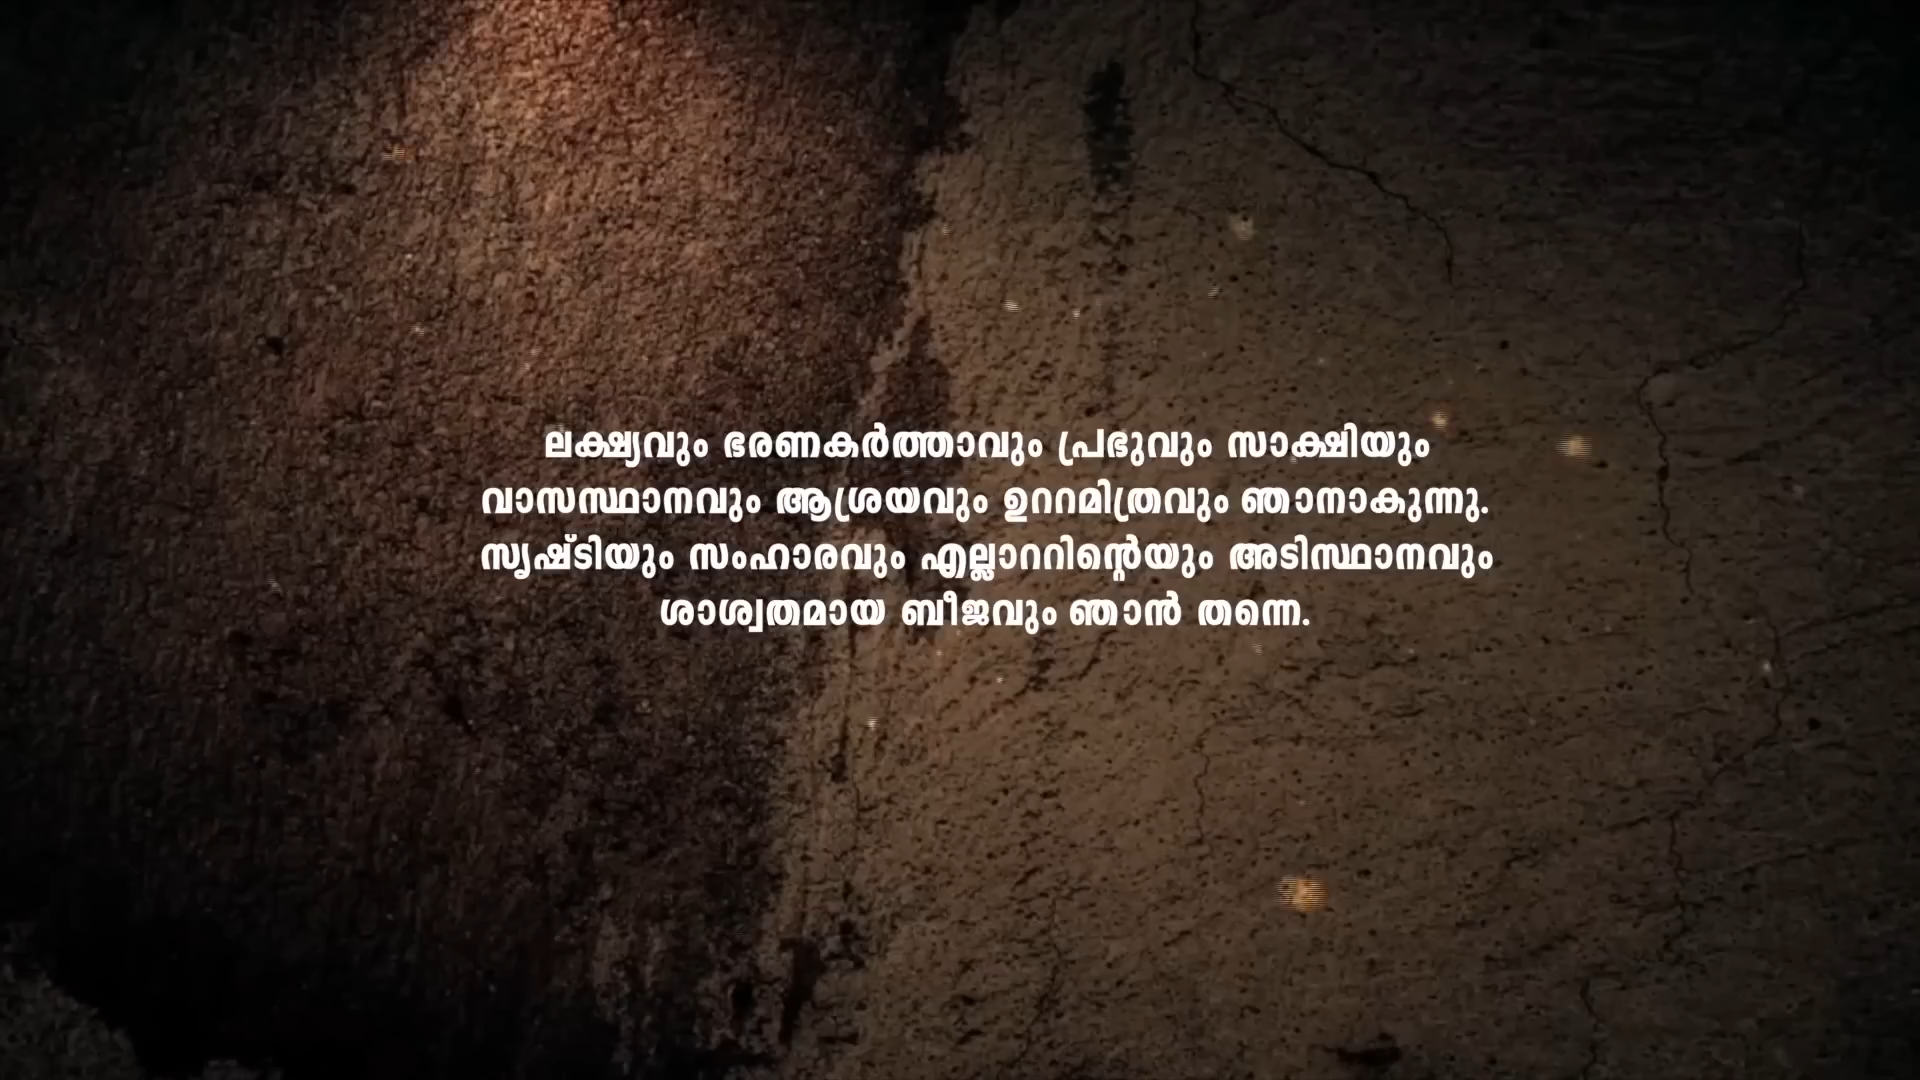 ലക്ഷ്യവും ഭരണകർത്താവും പ്രഭുവും സാക്ഷിയും
വാസസ്ഥാനവും ആശ്രയവും ഉററമിത്രവും ഞാനാകുന്നു.
സൃഷ്ടിയും സംഹാരവും എല്ലാററിന്റെയും അടിസ്ഥാനവും
ശാശ്വതമായ ബീജവും ഞാൻ തന്നെ.